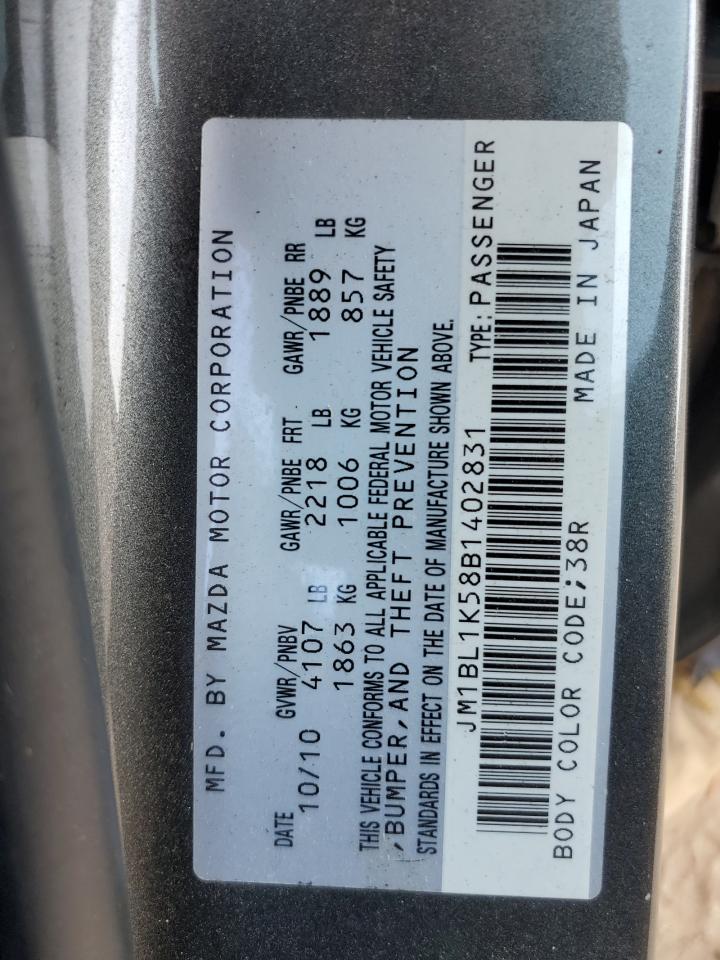 MFD. BY MAZDA MOTOR CORPORATION
DATE GVWR/PNBV GAWR/PNBE FRT GAWR/PNBE RR
10/10 4107 LB 2218 LB 1889 LB
1863 KG 1006 KG 857 KG
THIS VEHICLE CONFORMS TO ALL APPLICABLE FEDERAL MOTOR VEHICLE SAFETY
,BUMPER,AND THEFT PREVENTION
STANDARDS IN EFFECT ON THE DATE OF MANUFACTURE SHOWN ABOVE.
JM1BL1K58B1402831 TYPE: PASSENGER
BODY COLOR CODE;38R MADE IN JAPAN